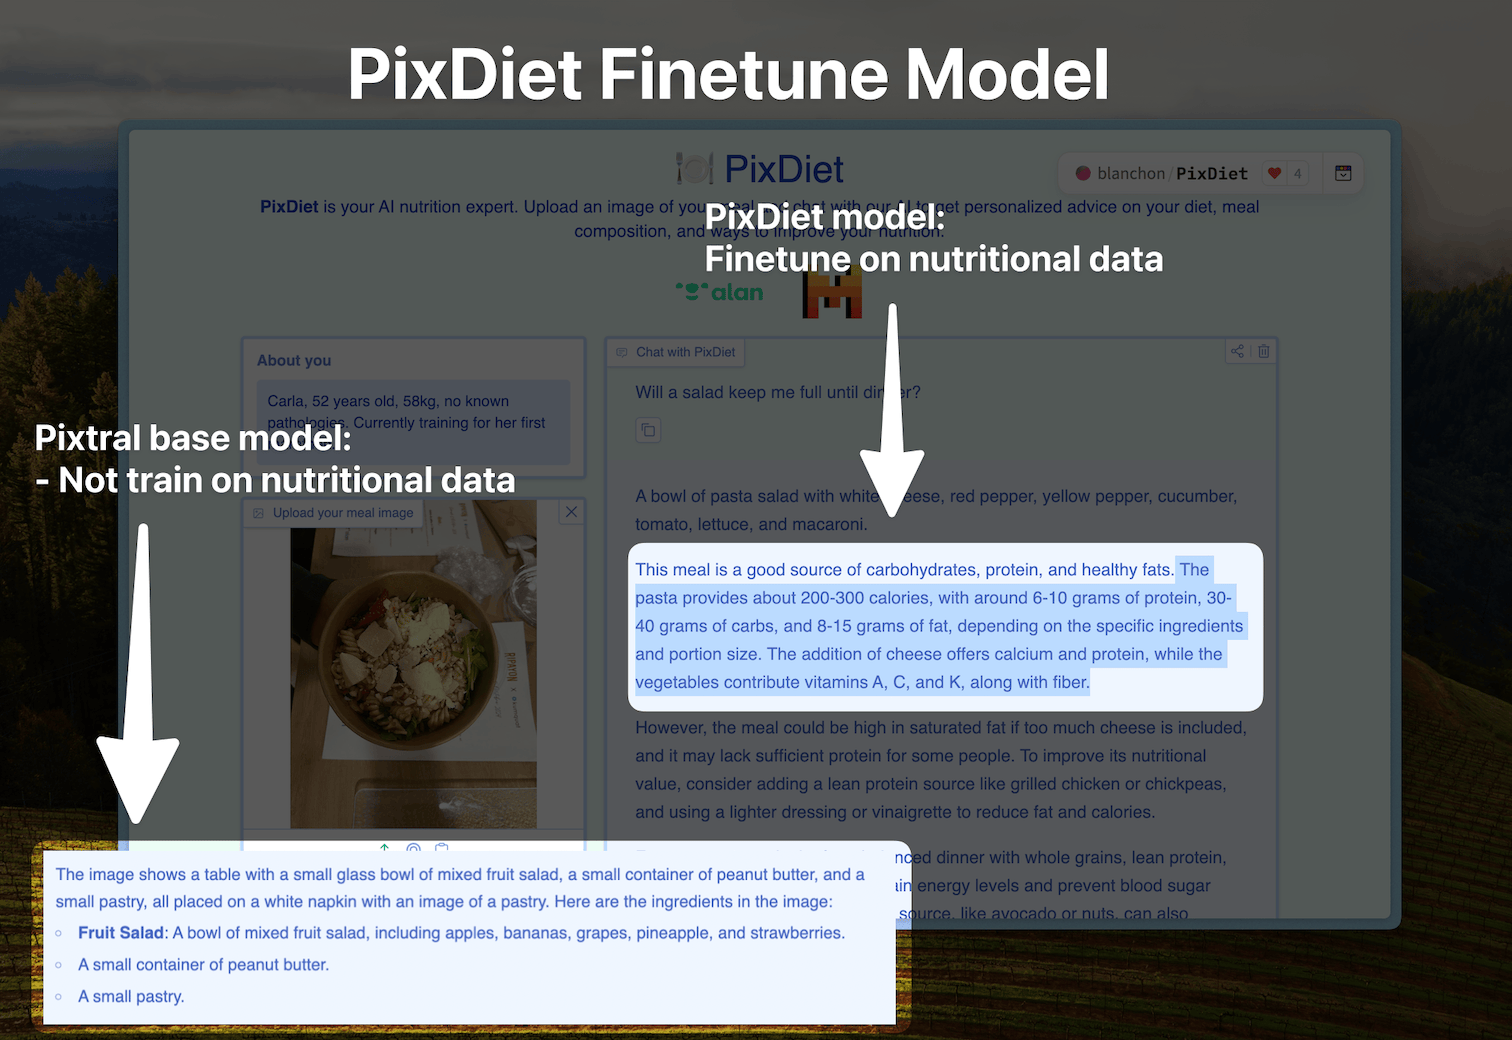 PixDiet Finetune Model
PixDiet
blanchon/PixDiet 4
PixDiet is your AI nutrition expert. Upload an image of your meal and chat with our AI to get personalized advice on your diet, meal
composition, and ways to improve your nutrition.
PixDiet model:
Finetune on nutritional data
alan
About you
Carla, 52 years old, 58kg, no known
pathologies. Currently training for her first
Pixtral base model:
- Not train on nutritional data
Upload your meal image
Chat with PixDiet
Will a salad keep me full until dinner?
A bowl of pasta salad with white cheese, red pepper, yellow pepper, cucumber,
tomato, lettuce, and macaroni.
This meal is a good source of carbohydrates, protein, and healthy fats. The
pasta provides about 200-300 calories, with around 6-10 grams of protein, 30-
40 grams of carbs, and 8-15 grams of fat, depending on the specific ingredients
and portion size. The addition of cheese offers calcium and protein, while the
vegetables contribute vitamins A, C, and K, along with fiber.
However, the meal could be high in saturated fat if too much cheese is included,
and it may lack sufficient protein for some people. To improve its nutritional
value, consider adding a lean protein source like grilled chicken or chickpeas,
and using a lighter dressing or vinaigrette to reduce fat and calories.
dinner with whole grains, lean protein,
energy levels and prevent blood sugar
source, like avocado or nuts, can also
The image shows a table with a small glass bowl of mixed fruit salad, a small container of peanut butter, and a
small pastry, all placed on a white napkin with an image of a pastry. Here are the ingredients in the image:
Fruit Salad: A bowl of mixed fruit salad, including apples, bananas, grapes, pineapple, and strawberries.
A small container of peanut butter.
A small pastry.